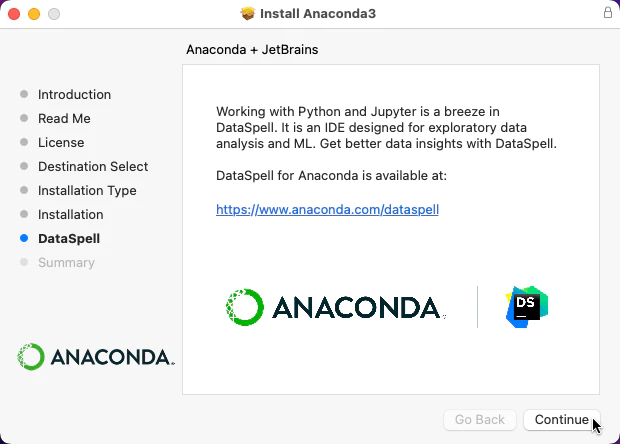 Install Anaconda3
Anaconda + JetBrains
Introduction
Read Me
License
Destination Select
Installation Type
Installation
DataSpell
Summary
Working with Python and Jupyter is a breeze in
DataSpell. It is an IDE designed for exploratory data
analysis and ML. Get better data insights with DataSpell.
DataSpell for Anaconda is available at:
https://www.anaconda.com/dataspell
ANACONDA.
DS
ANACONDA.
Go Back
Continue